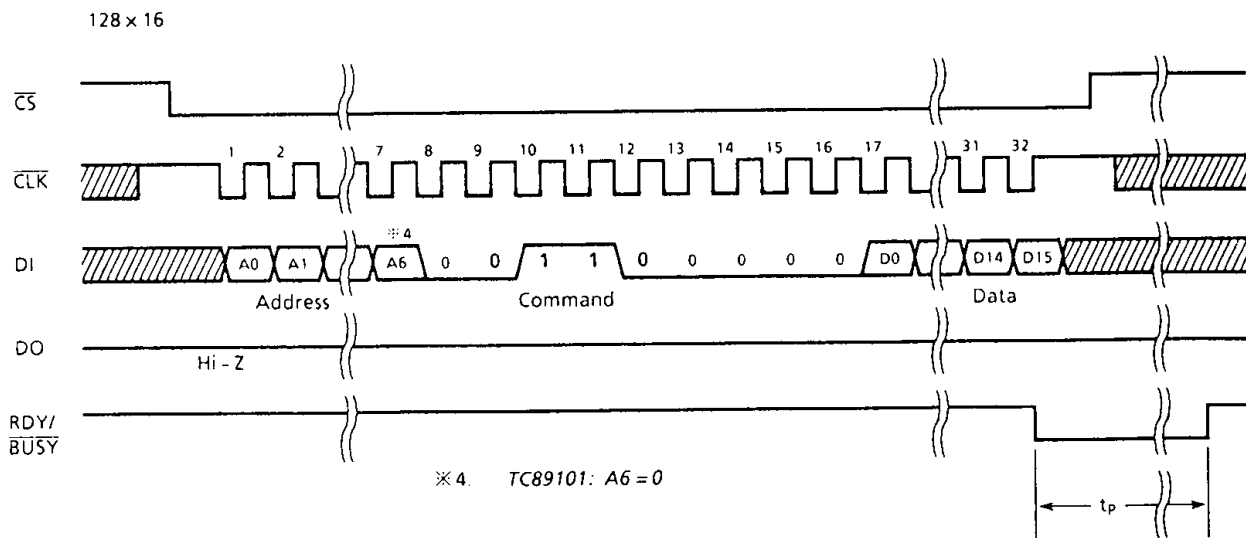 128 x 16
CS
CLK 1 2 7 8 9 10 11 12 13 14 15 16 17 31 32
※4
DI A0 A1 A6 0 0 1 1 0 0 0 0 0 D0 D14 D15
Address Command Data
DO
Hi - Z
RDY/
BUSY
※4. TC89101: A6 = 0
tP